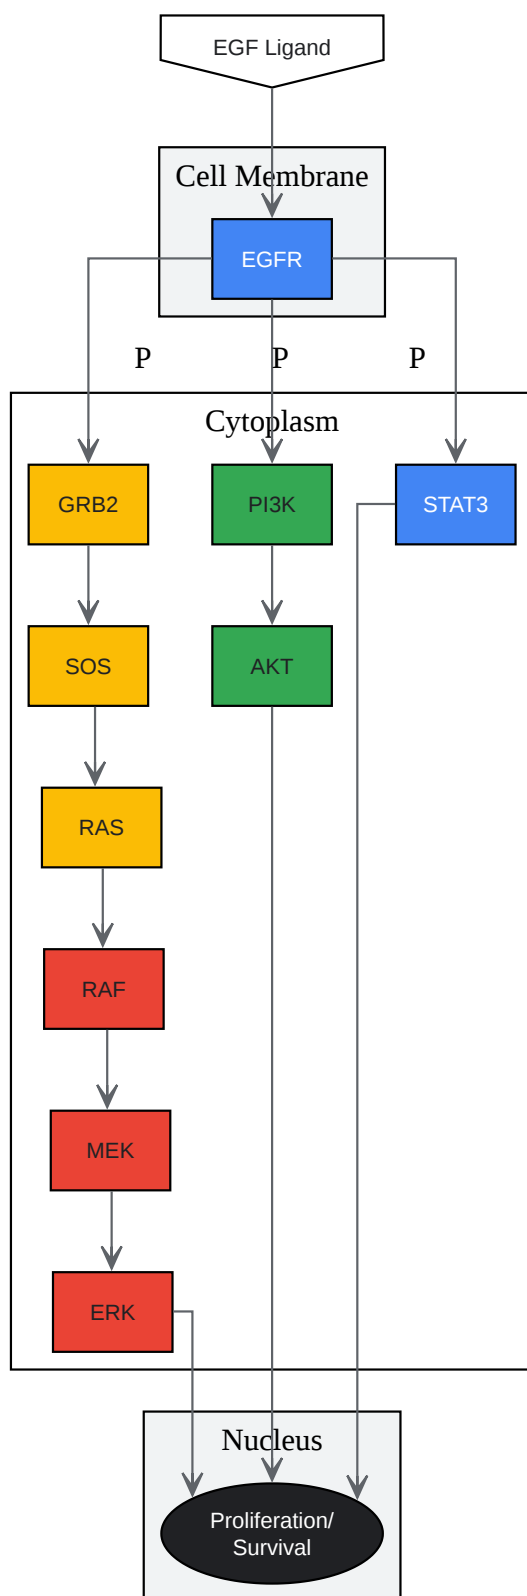 EGF Ligand
Cell Membrane
EGFR
P
P
P
Cytoplasm
GRB2
PI3K
STAT3
SOS
AKT
RAS
RAF
MEK
ERK
Nucleus
Proliferation/
Survival